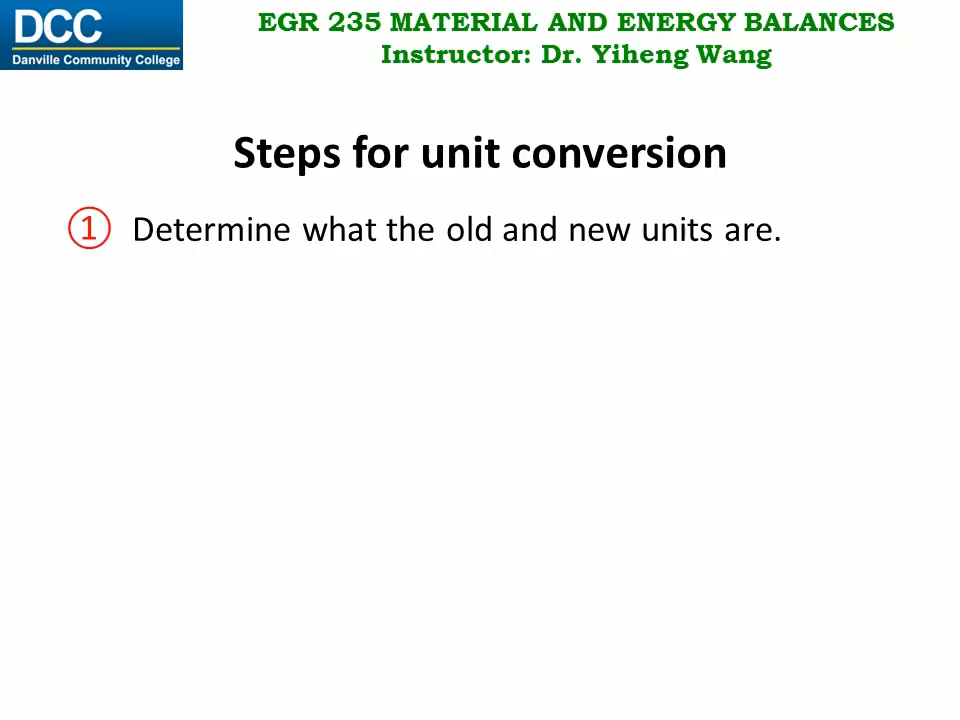 DCC
Danville Community College
EGR 235 MATERIAL AND ENERGY BALANCES
Instructor: Dr. Yiheng Wang
Steps for unit conversion
① Determine what the old and new units are.